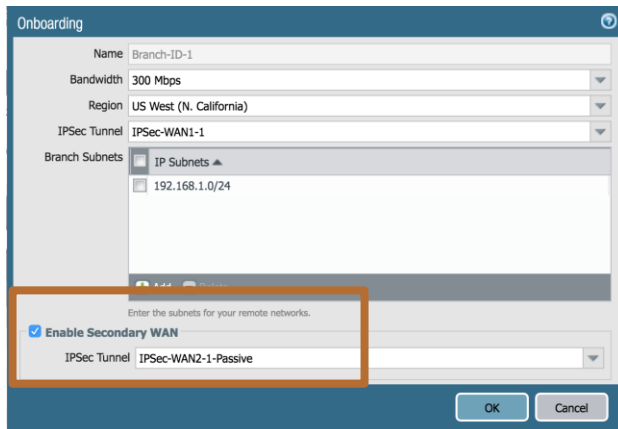 Onboarding
Name Branch-ID-1
Bandwidth 300 Mbps
Region US West (N. California)
IPSec Tunnel IPSec-WAN1-1
Branch Subnets IP Subnets
192.168.1.0/24
Add Delete
Enter the subnets for your remote networks.
Enable Secondary WAN
IPSec Tunnel IPSec-WAN2-1-Passive
OK Cancel